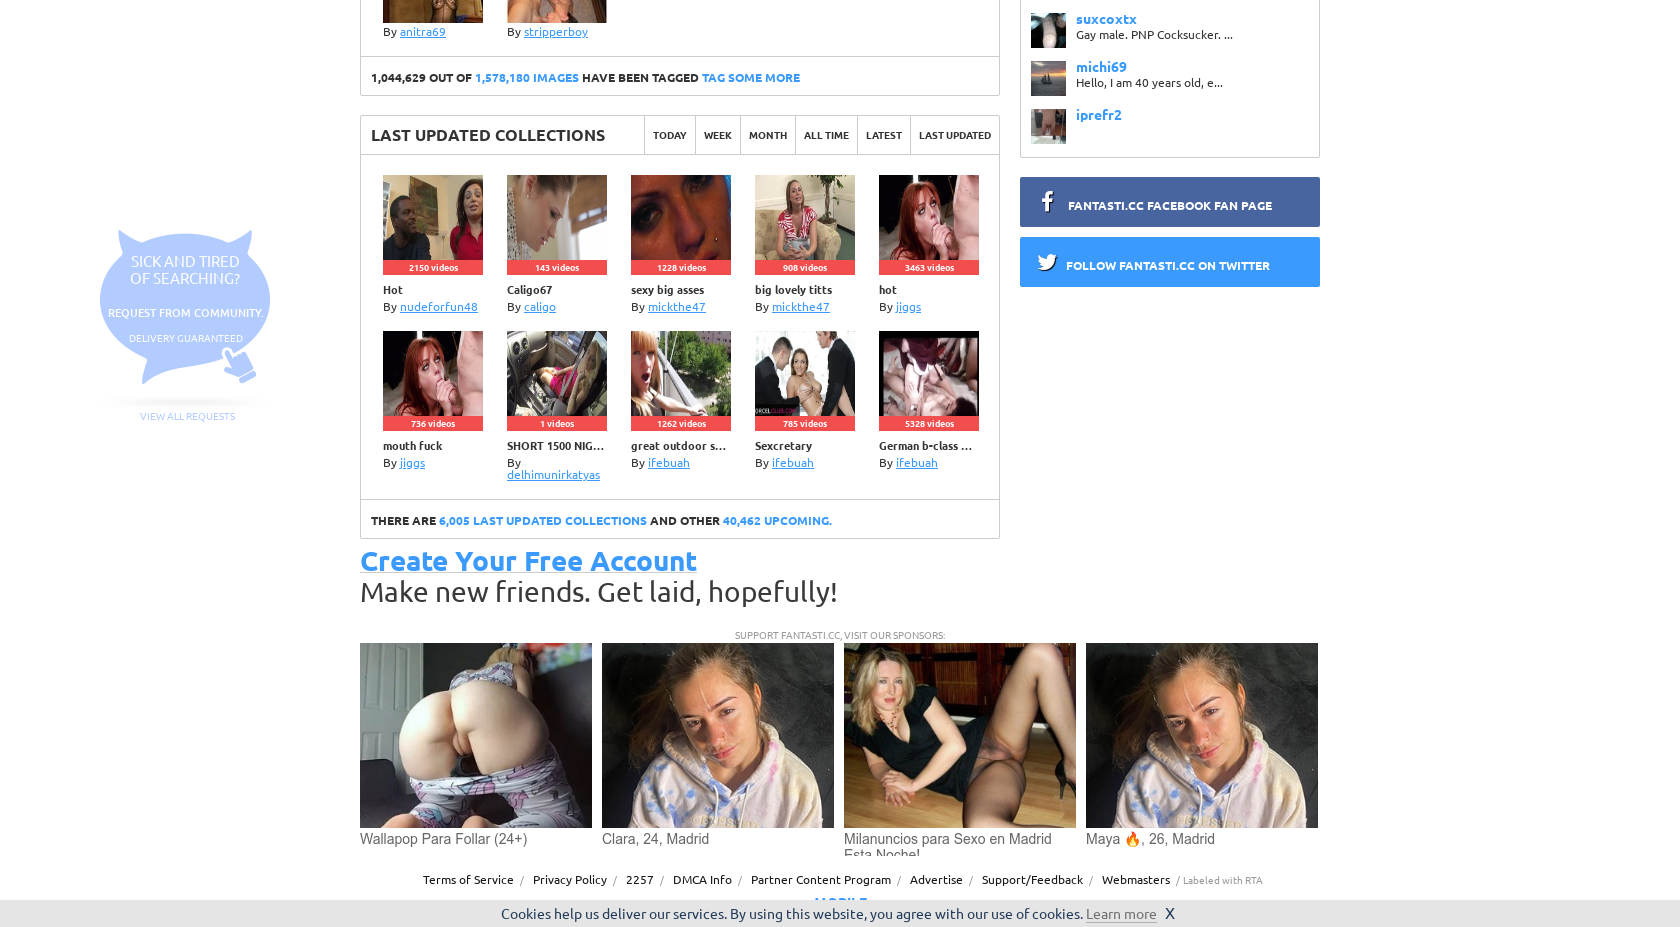 By anitra69
By stripperboy
1,044,629 OUT OF 1,578,180 IMAGES HAVE BEEN TAGGED TAG SOME MORE
suxcoxtx
Gay male. PNP Cocksucker. ...
michi69
Hello, I am 40 years old, e...
iprefr2
FANTASTI.CC FACEBOOK FAN PAGE
FOLLOW FANTASTI.CC ON TWITTER
SICK AND TIRED
OF SEARCHING?
REQUEST FROM COMMUNITY.
DELIVERY GUARANTEED
VIEW ALL REQUESTS
LAST UPDATED COLLECTIONS TODAY WEEK MONTH ALL TIME LATEST LAST UPDATED
2150 videos 143 videos 1228 videos 908 videos 3463 videos
Hot Caligo67 sexy big asses big lovely titts hot
By nudeforfun48 By caligo By mickthe47 By mickthe47 By jiggs
736 videos 1 videos 1262 videos 785 videos 5328 videos
mouth fuck SHORT 1500 NIG... great outdoor s... Sexcretary German b-class ...
By jiggs By By ifebuah By ifebuah By ifebuah
delhimunirkatyas
THERE ARE 6,005 LAST UPDATED COLLECTIONS AND OTHER 40,462 UPCOMING.
Create Your Free Account
Make new friends. Get laid, hopefully!
SUPPORT FANTASTI.CC, VISIT OUR SPONSORS:
Wallapop Para Follar (24+)
Clara, 24, Madrid
Milanuncios para Sexo en Madrid
Esta Noche!
Maya 🔥, 26, Madrid
Terms of Service / Privacy Policy / 2257 / DMCA Info / Partner Content Program / Advertise / Support/Feedback / Webmasters / Labeled with RTA
MOBILE
Cookies help us deliver our services. By using this website, you agree with our use of cookies. Learn more X